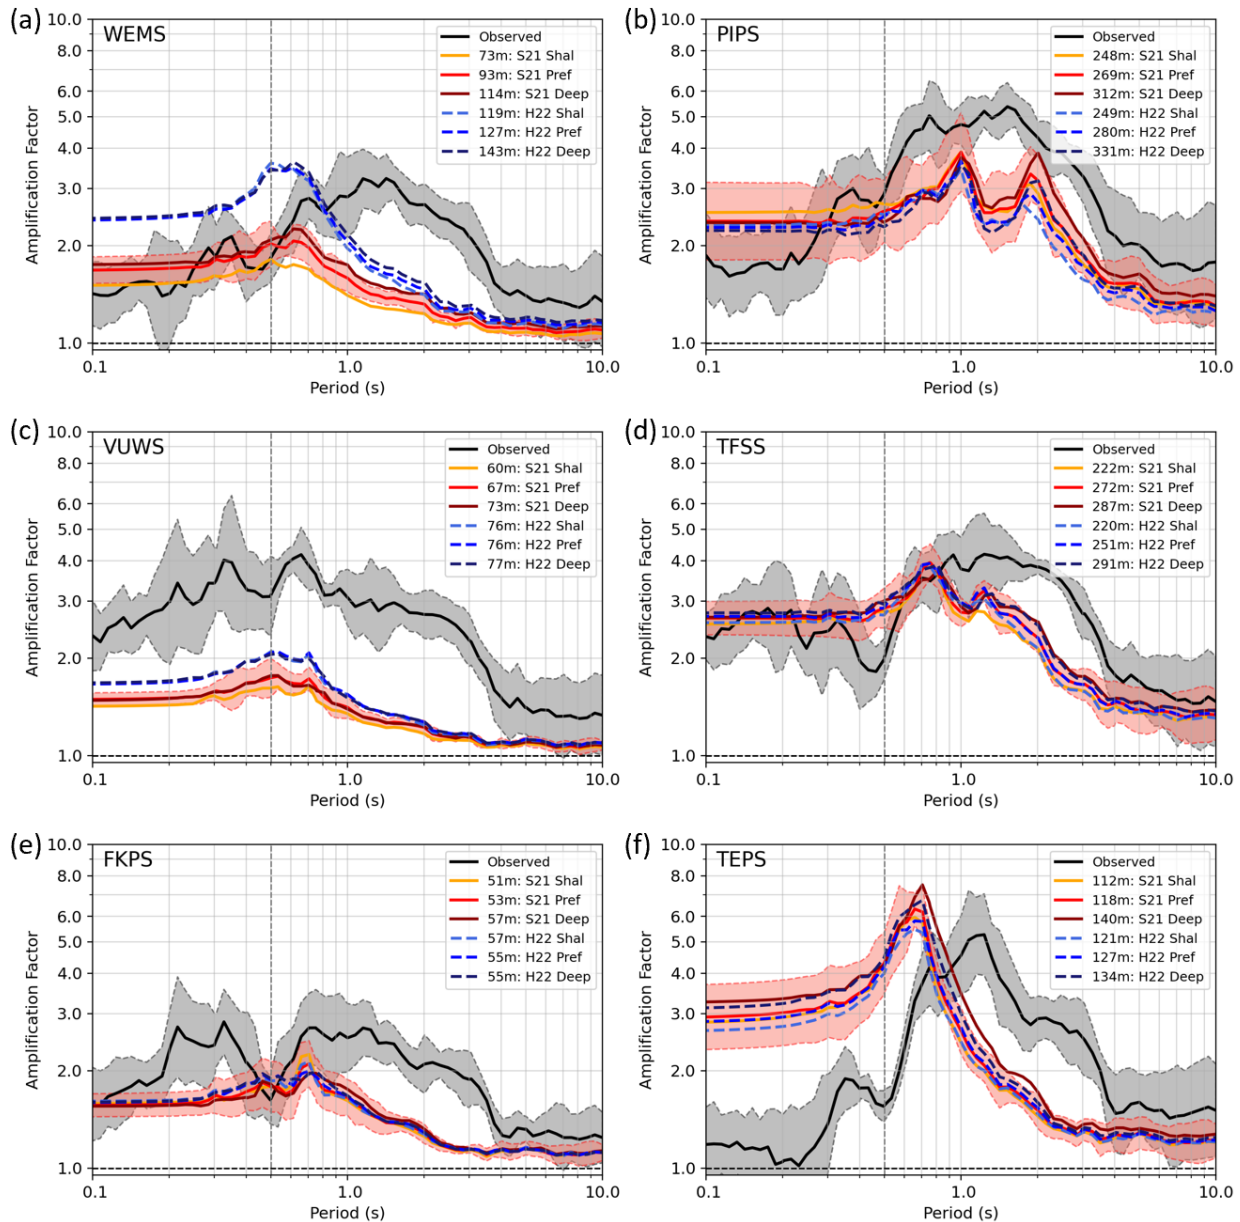 (a)
WEMS
10.0
8.0
6.0
5.0
4.0
3.0
2.0
1.0
Amplification Factor
0.1
1.0
10.0
Period (s)
Observed
73m: S21 Shal
93m: S21 Pref
114m: S21 Deep
119m: H22 Shal
127m: H22 Pref
143m: H22 Deep
(b)
PIPS
10.0
8.0
6.0
5.0
4.0
3.0
2.0
1.0
Amplification Factor
0.1
1.0
10.0
Period (s)
Observed
248m: S21 Shal
269m: S21 Pref
312m: S21 Deep
249m: H22 Shal
280m: H22 Pref
331m: H22 Deep
(c)
VUWS
10.0
8.0
6.0
5.0
4.0
3.0
2.0
1.0
Amplification Factor
0.1
1.0
10.0
Period (s)
Observed
60m: S21 Shal
67m: S21 Pref
73m: S21 Deep
76m: H22 Shal
76m: H22 Pref
77m: H22 Deep
(d)
TFSS
10.0
8.0
6.0
5.0
4.0
3.0
2.0
1.0
Amplification Factor
0.1
1.0
10.0
Period (s)
Observed
222m: S21 Shal
272m: S21 Pref
287m: S21 Deep
220m: H22 Shal
251m: H22 Pref
291m: H22 Deep
(e)
FKPS
10.0
8.0
6.0
5.0
4.0
3.0
2.0
1.0
Amplification Factor
0.1
1.0
10.0
Period (s)
Observed
51m: S21 Shal
53m: S21 Pref
57m: S21 Deep
57m: H22 Shal
55m: H22 Pref
55m: H22 Deep
(f)
TEPS
10.0
8.0
6.0
5.0
4.0
3.0
2.0
1.0
Amplification Factor
0.1
1.0
10.0
Period (s)
Observed
112m: S21 Shal
118m: S21 Pref
140m: S21 Deep
121m: H22 Shal
127m: H22 Pref
134m: H22 Deep